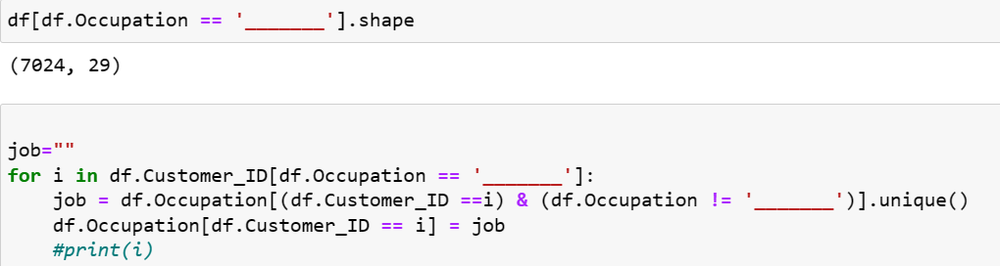 df[df.Occupation == '_______'].shape
(7024, 29)
job=""
for i in df.Customer_ID[df.Occupation == '_______']:
    job = df.Occupation[(df.Customer_ID ==i) & (df.Occupation != '_______')].unique()
    df.Occupation[df.Customer_ID == i] = job
    #print(i)